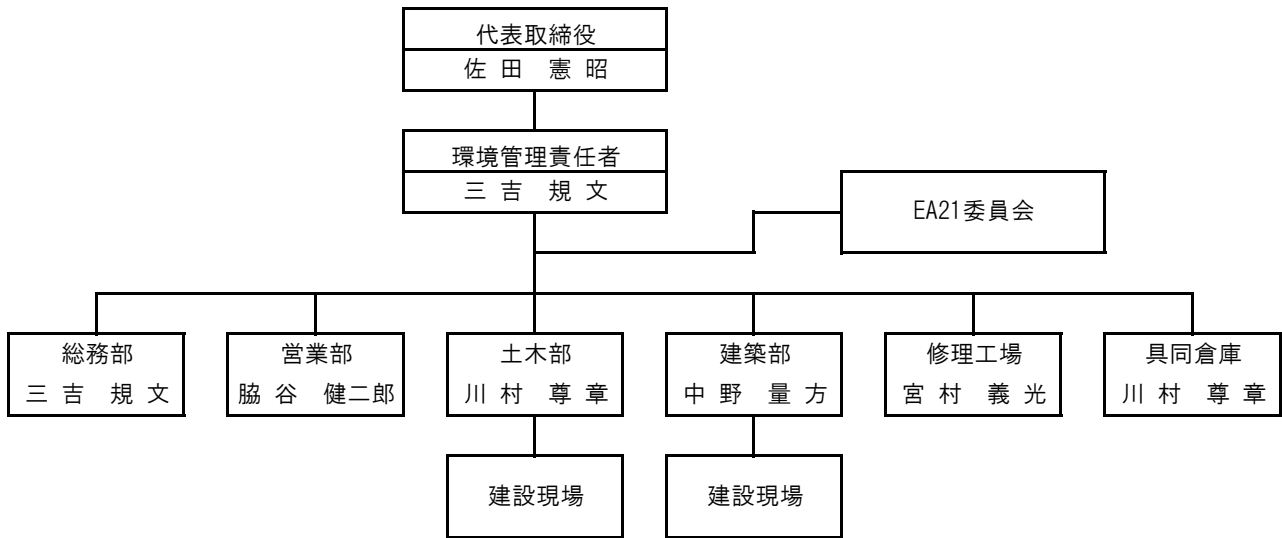 代表取締役
佐田 憲昭
環境管理責任者
三吉 規文
EA21委員会
総務部
三吉 規文
営業部
脇谷 健二郎
土木部
川村 尊章
建築部
中野 量方
修理工場
宮村 義光
具同倉庫
川村 尊章
建設現場
建設現場